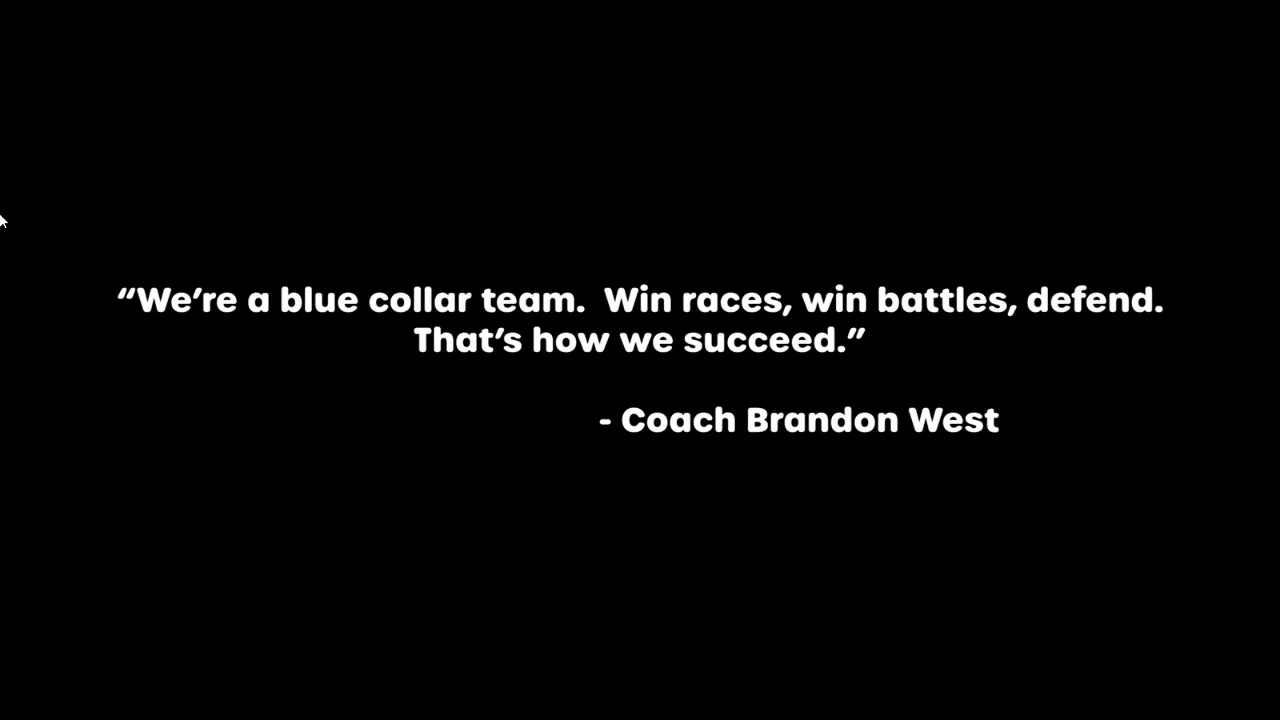 “We’re a blue collar team.  Win races, win battles, defend.
That’s how we succeed.”
- Coach Brandon West